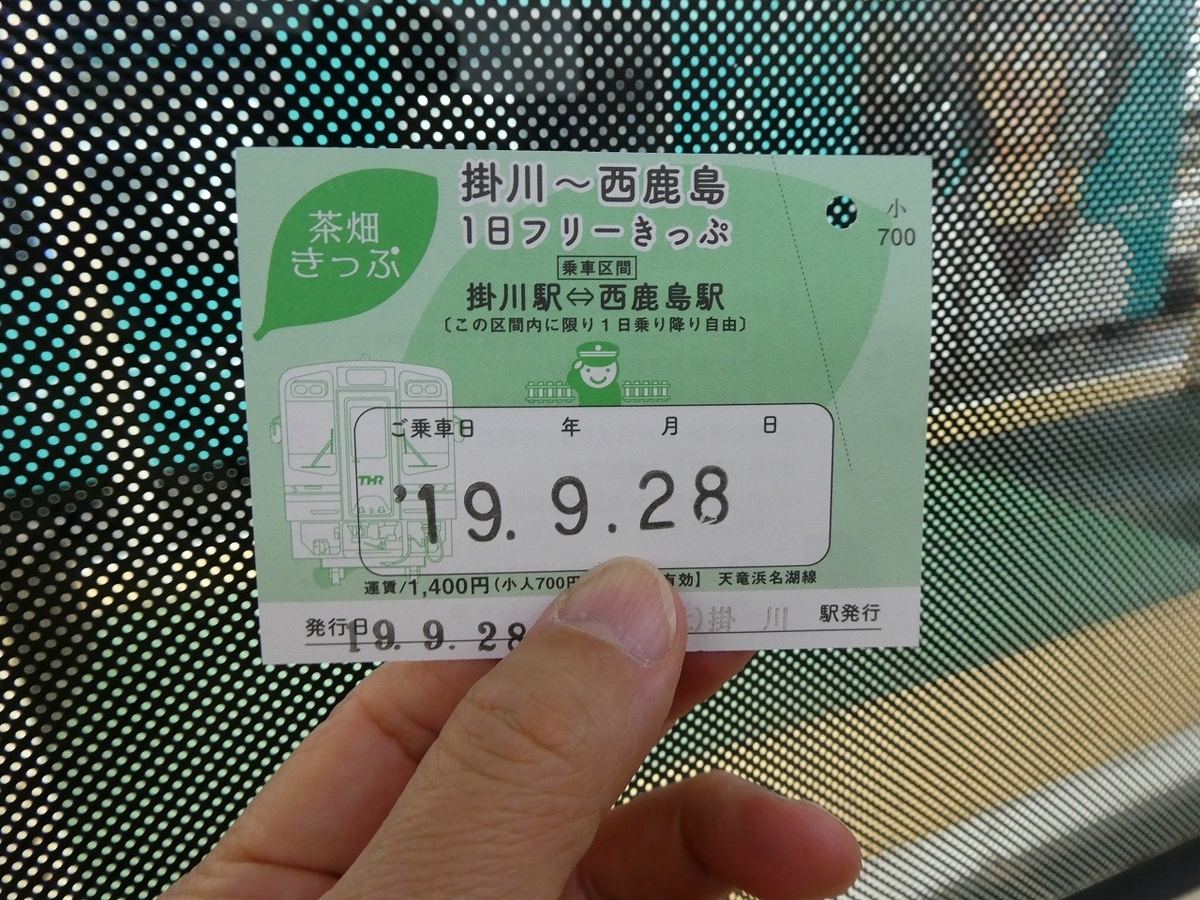 茶畑
きっぷ
掛川～西鹿島
1日フリーきっぷ
乗車区間
掛川駅⇔西鹿島駅
〔この区間内に限り1日乗り降り自由〕
小
700
ご乗車日 年 月 日
THR
'19. 9. 28
運賃/1,400円(小人700円 有効】 天竜浜名湖線
発行日 19. 9. 28 掛川 駅発行